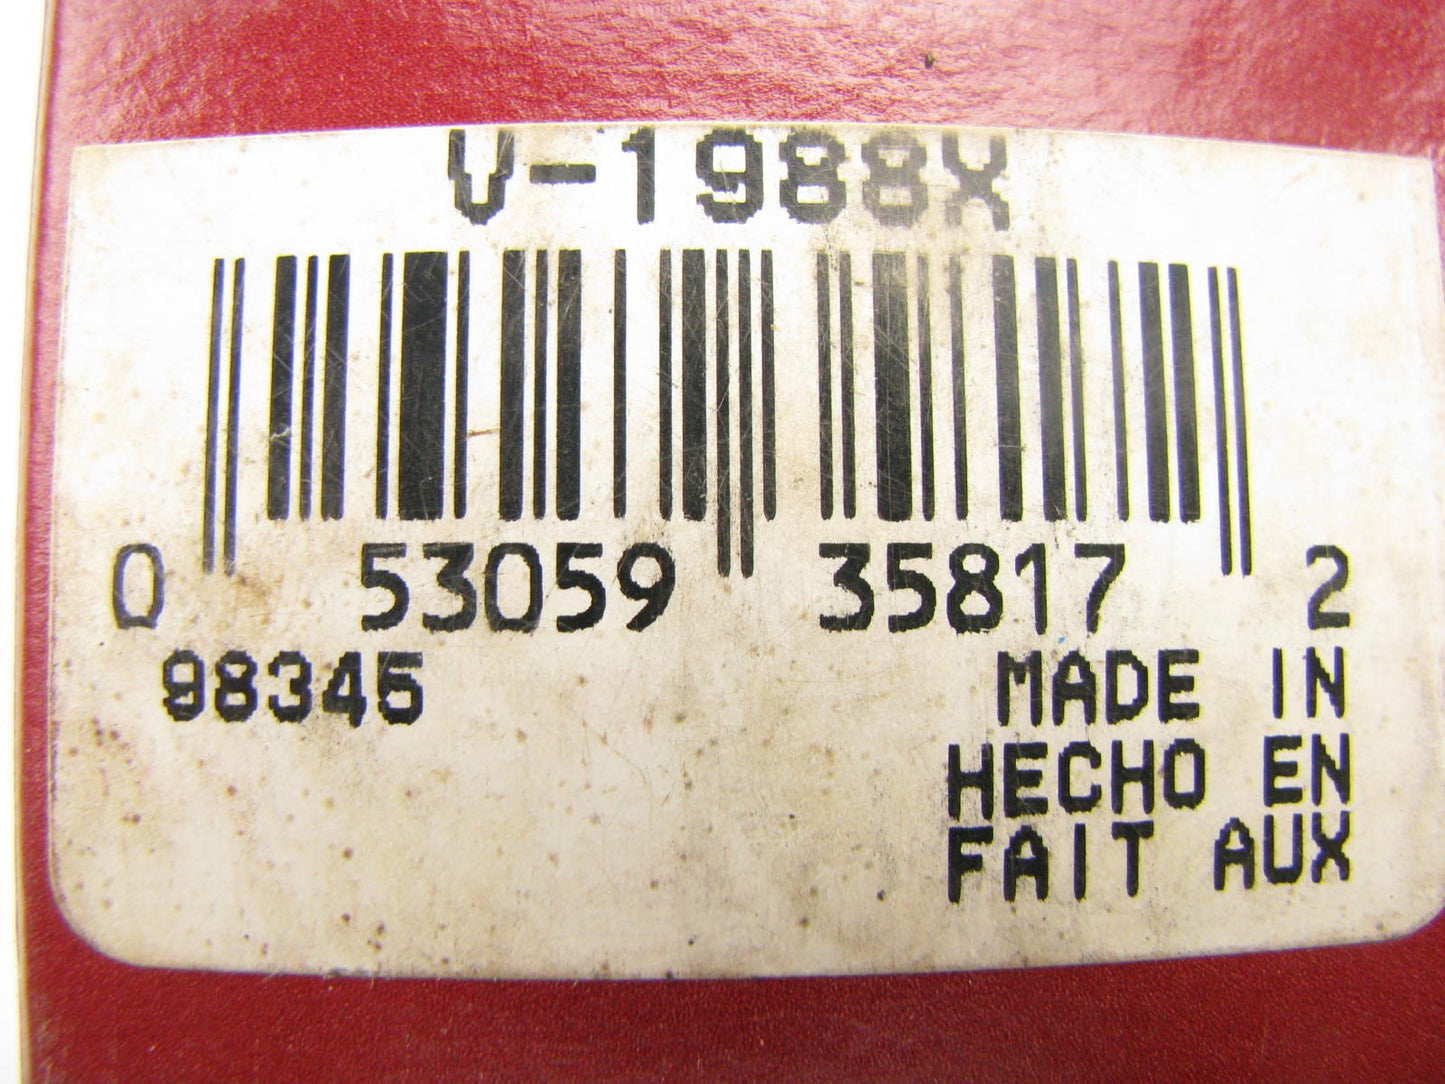 V-1988X
0 53059 35817 2
98345
MADE IN
HECHO EN
FAIT AUX